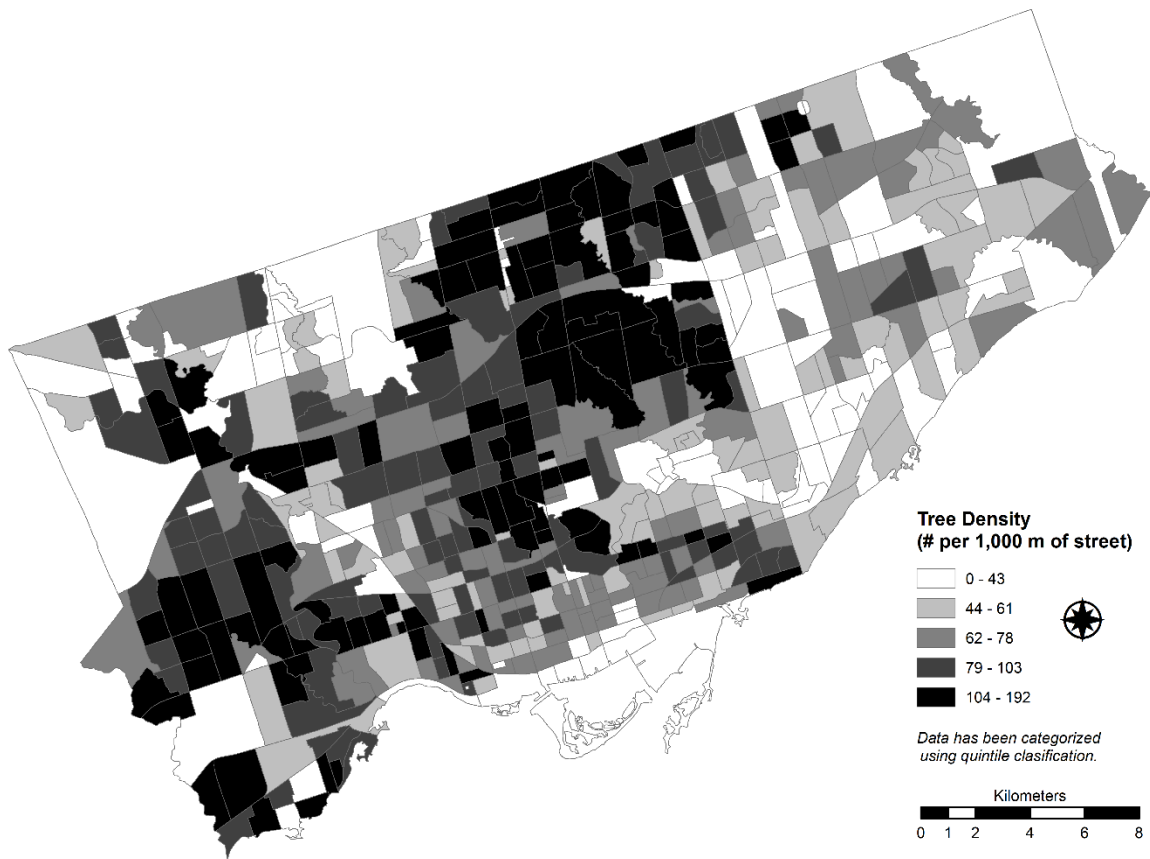 Tree Density
(# per 1,000 m of street)
0 - 43
44 - 61
62 - 78
79 - 103
104 - 192
Data has been categorized
using quintile clasification.
Kilometers
0 1 2 4 6 8